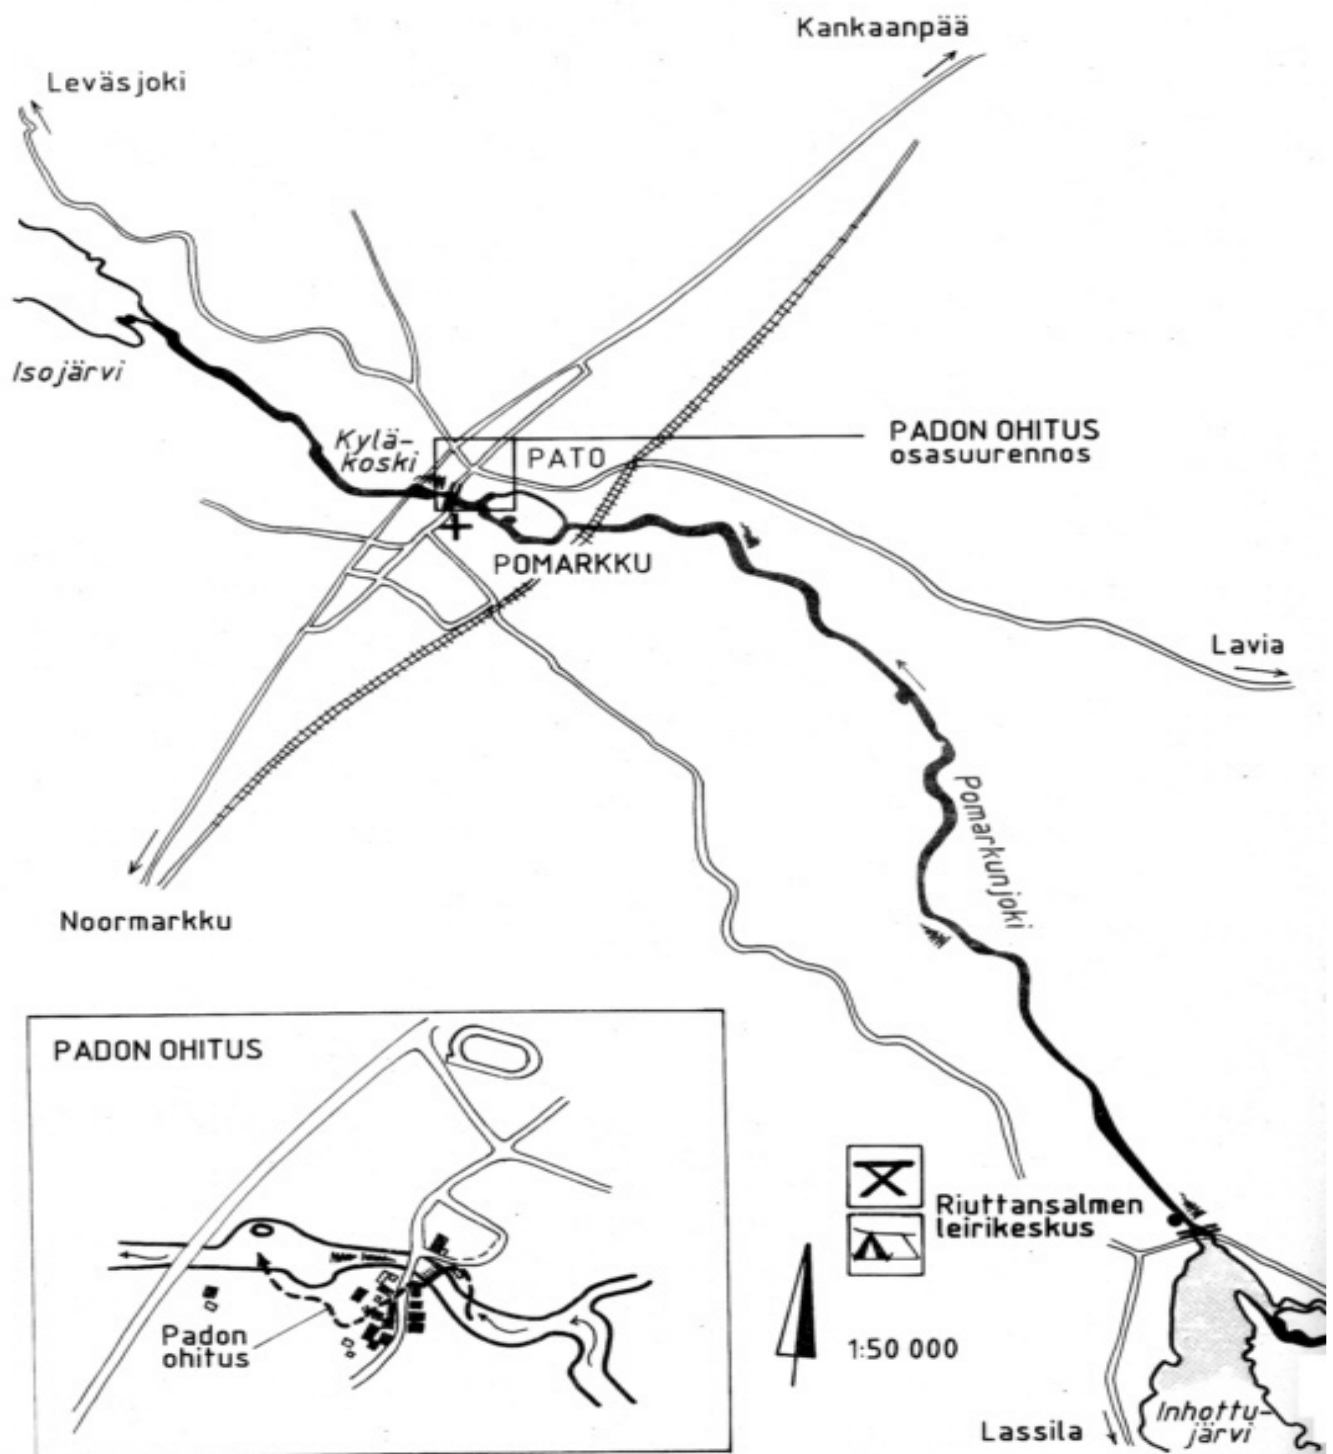 Kankaanpää
Leväsjoki
Isojärvi
Kylä-
koski
PATO
PADON OHITUS
osasuurennos
POMARKKU
Lavia
Pomarkunjoki
Noormarkku
PADON OHITUS
Padon
ohitus
Riuttansalmen
leirikeskus
1:50 000
Lassila
Inhottu-
järvi